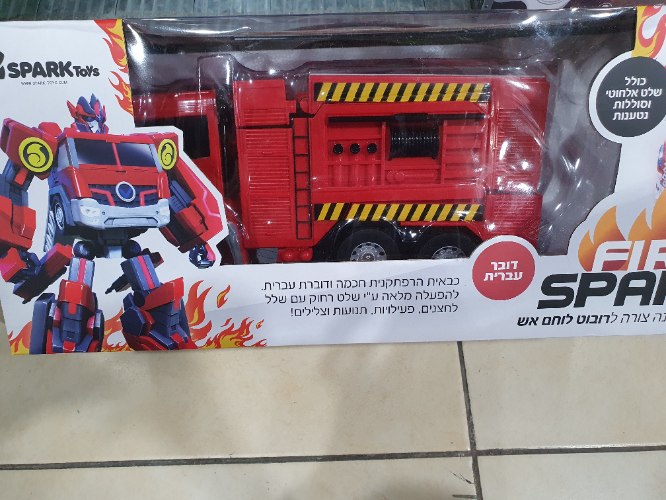 SPARK TOYS
כולל
שלט אלחוטי
וסוללות
נטענות
דובר
עברית
כבאית הרפתקנית חכמה ודוברת עברית.
להפעלה מלאה ע"י שלט רחוק עם שלל
לחצנים, פעילויות, תנועות וצלילים!
FIR
SPAR
נה צורה לרובוט לוחם אש